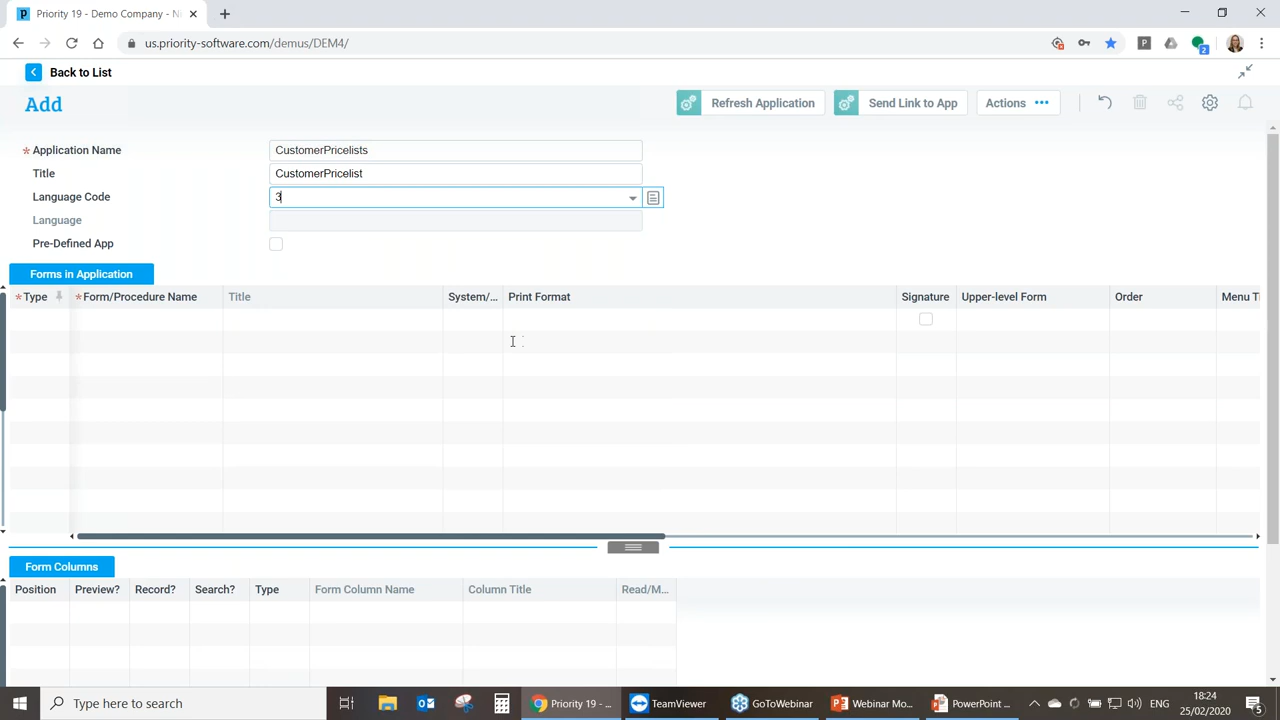 Priority 19 - Demo Company - N
us.priority-software.com/demus/DEM4/
Back to List
Add
Refresh Application
Send Link to App
Actions
* Application Name
CustomerPricelists
Title
CustomerPricelist
Language Code
3
Language
Pre-Defined App
Forms in Application
* Type
* Form/Procedure Name
Title
System/...
Print Format
Signature
Upper-level Form
Order
Menu Ti
Form Columns
Position
Preview?
Record?
Search?
Type
Form Column Name
Column Title
Read/M...
Type here to search
Priority 19 - ...
TeamViewer
GoToWebinar
Webinar Mo...
PowerPoint ...
ENG
18:24
25/02/2020
5